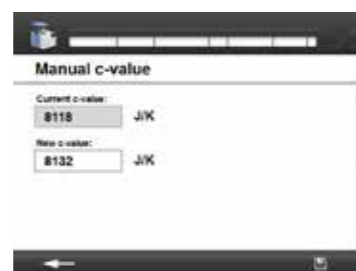 Manual c-value
Current c-value:
8118 J/K
New c-value:
8132 J/K